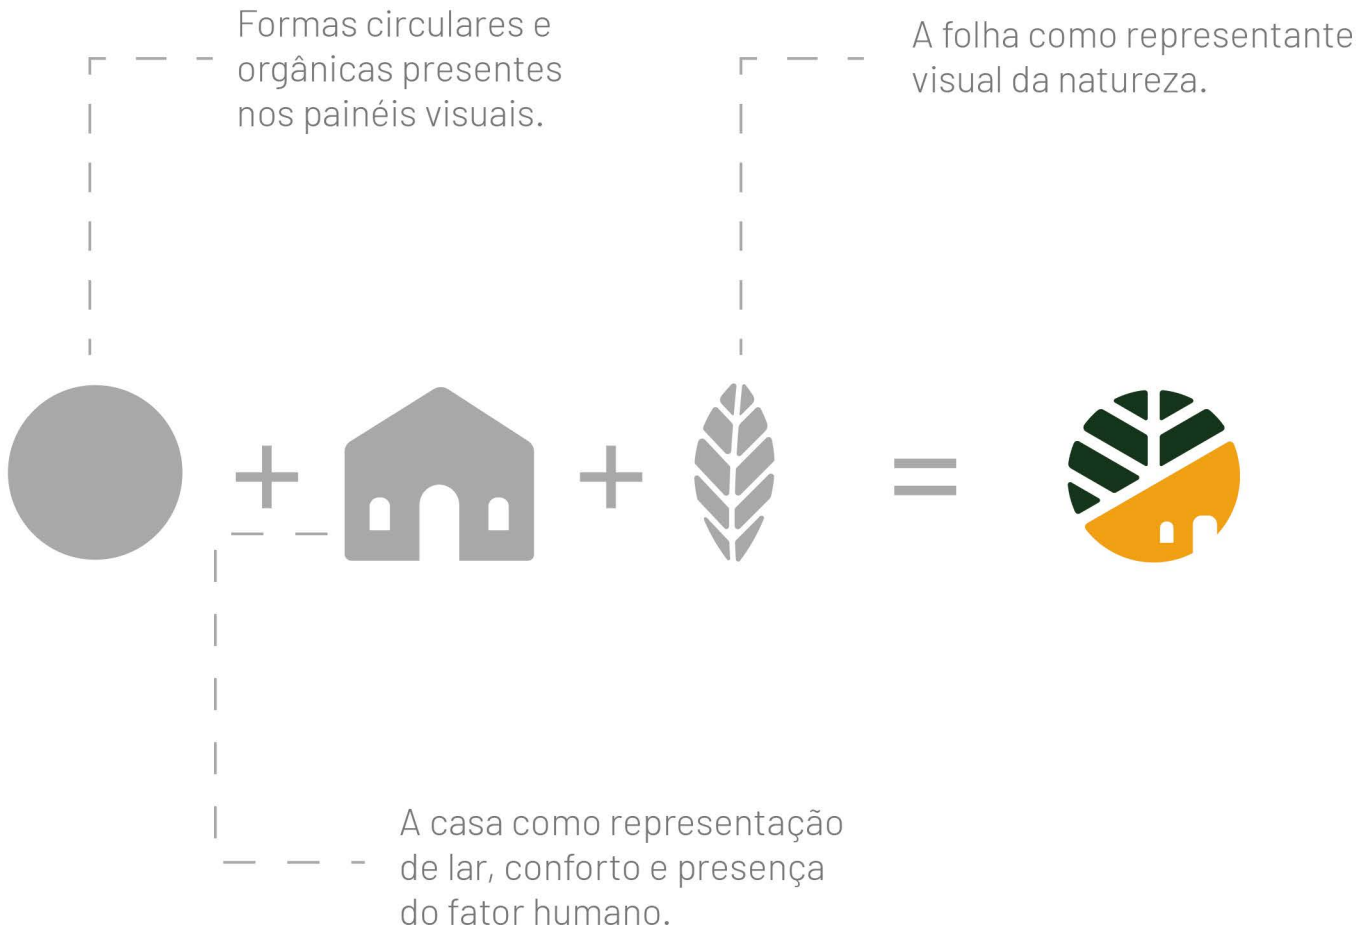 Formas circulares e
orgânicas presentes
nos painéis visuais.
A folha como representante
visual da natureza.
A casa como representação
de lar, conforto e presença
do fator humano.